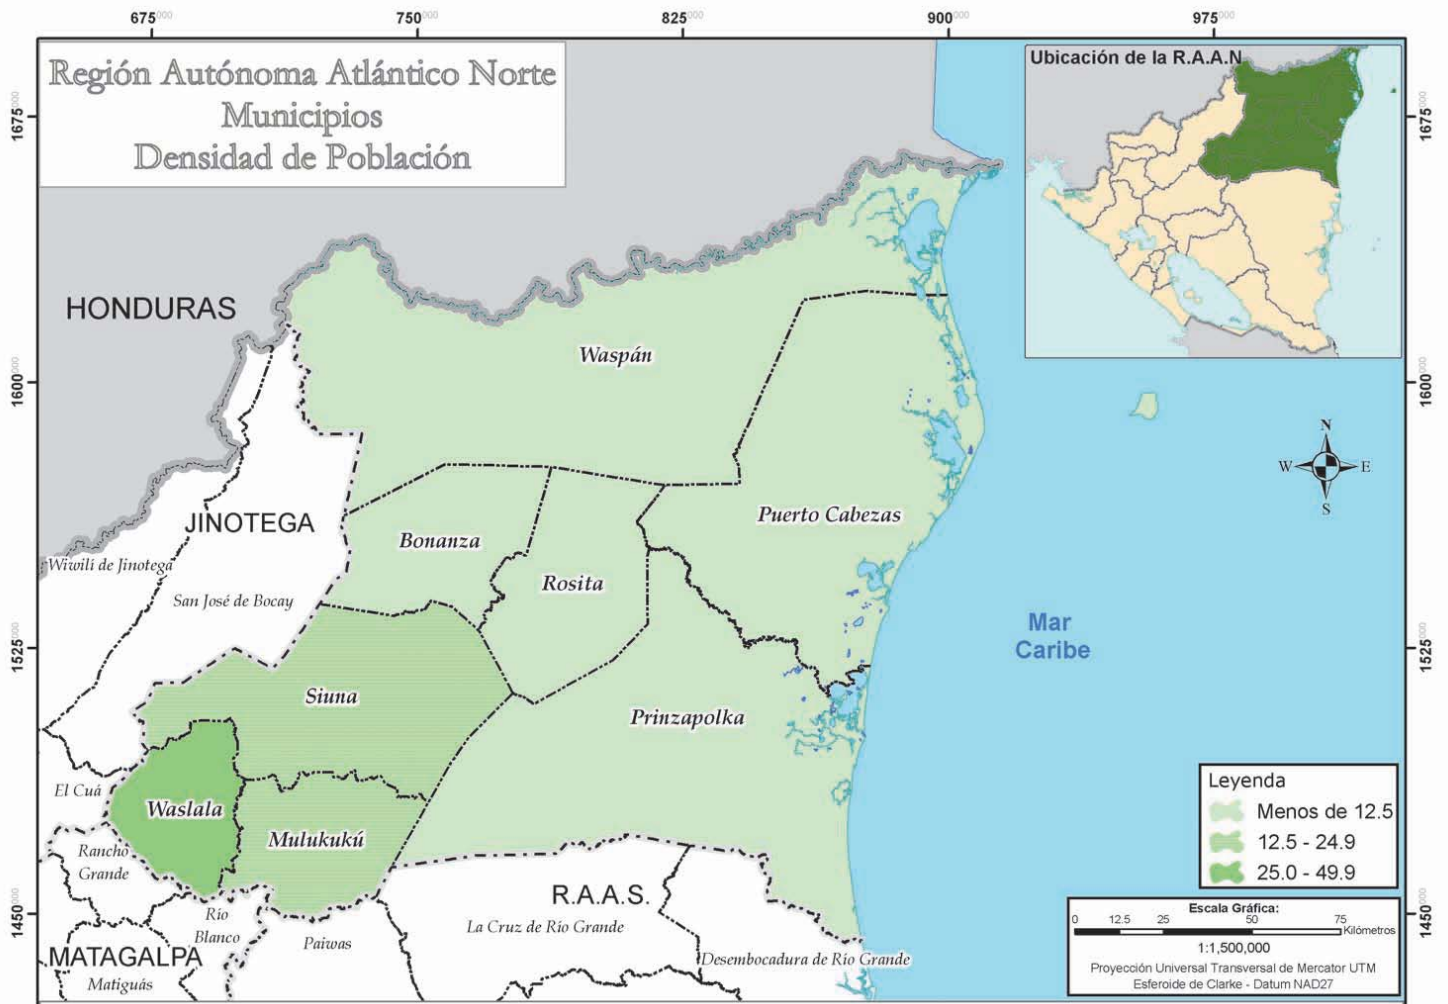 675000
750000
825000
900000
975000
Región Autónoma Atlántico Norte
Municipios
Densidad de Población
Ubicación de la R.A.A.N
1675000
1675000
HONDURAS
Waspán
1600000
1600000
N
W
E
S
JINOTEGA
Puerto Cabezas
Bonanza
Wiwilí de Jinotega
Rosita
San José de Bocay
Mar
Caribe
1525000
1525000
Siuna
Prinzapolka
El Cuá
Waslala
Mulukukú
Leyenda
Menos de 12.5
12.5 - 24.9
25.0 - 49.9
Rancho
Grande
R.A.A.S.
La Cruz de Río Grande
Río
Blanco
Paiwas
1450000
1450000
MATAGALPA
Matiguás
Desembocadura de Río Grande
Escala Gráfica:
0 12.5 25 50 75
Kilómetros
1:1,500,000
Proyección Universal Transversal de Mercator UTM
Esferoide de Clarke - Datum NAD27